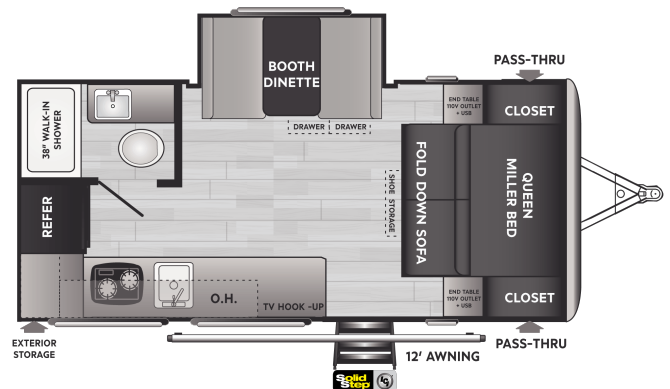 BOOTH
DINETTE
PASS-THRU
38" WALK-IN
SHOWER
END TABLE
110V OUTLET
+ USB
CLOSET
DRAWER
DRAWER
REFER
SHOE STORAGE
FOLD DOWN SOFA
QUEEN
MILLER BED
O.H.
TV HOOK -UP
END TABLE
110V OUTLET
+ USB
CLOSET
EXTERIOR
STORAGE
12' AWNING
PASS-THRU
Solid
Step